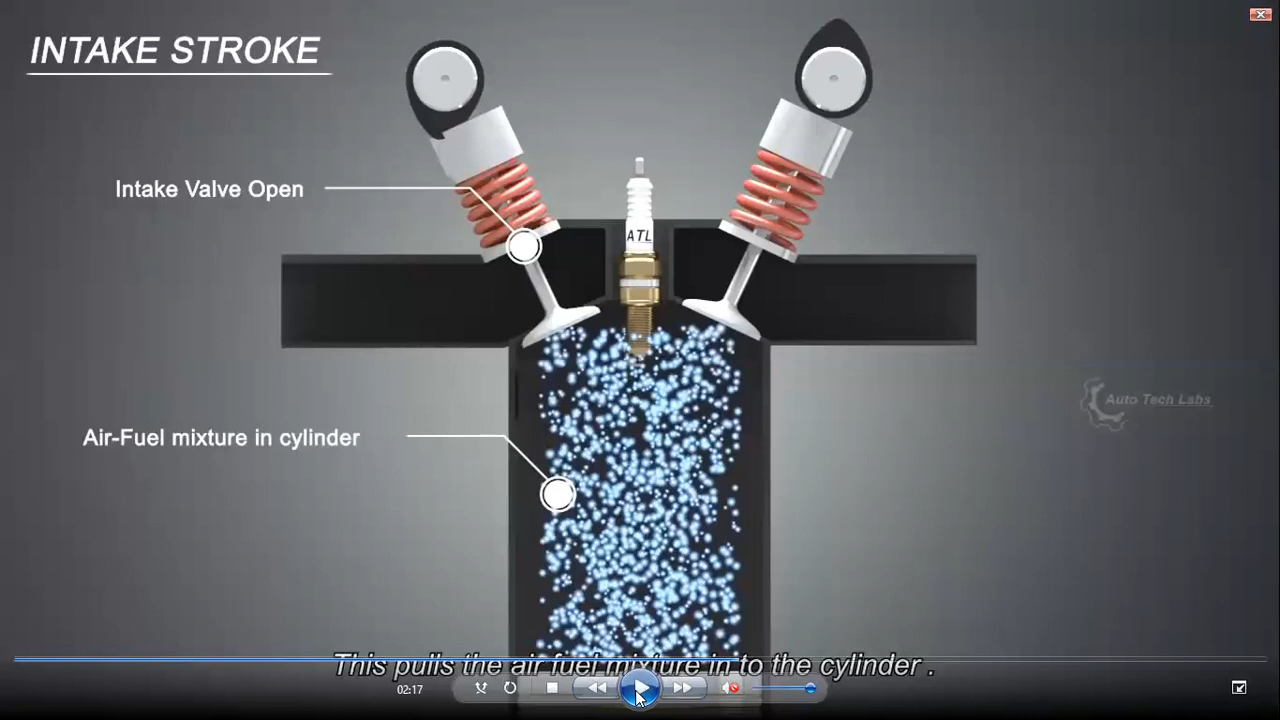 INTAKE STROKE
Intake Valve Open
ATL
Auto Tech Labs
Air-Fuel mixture in cylinder
This pulls the air fuel mixture in to the cylinder .
02:17